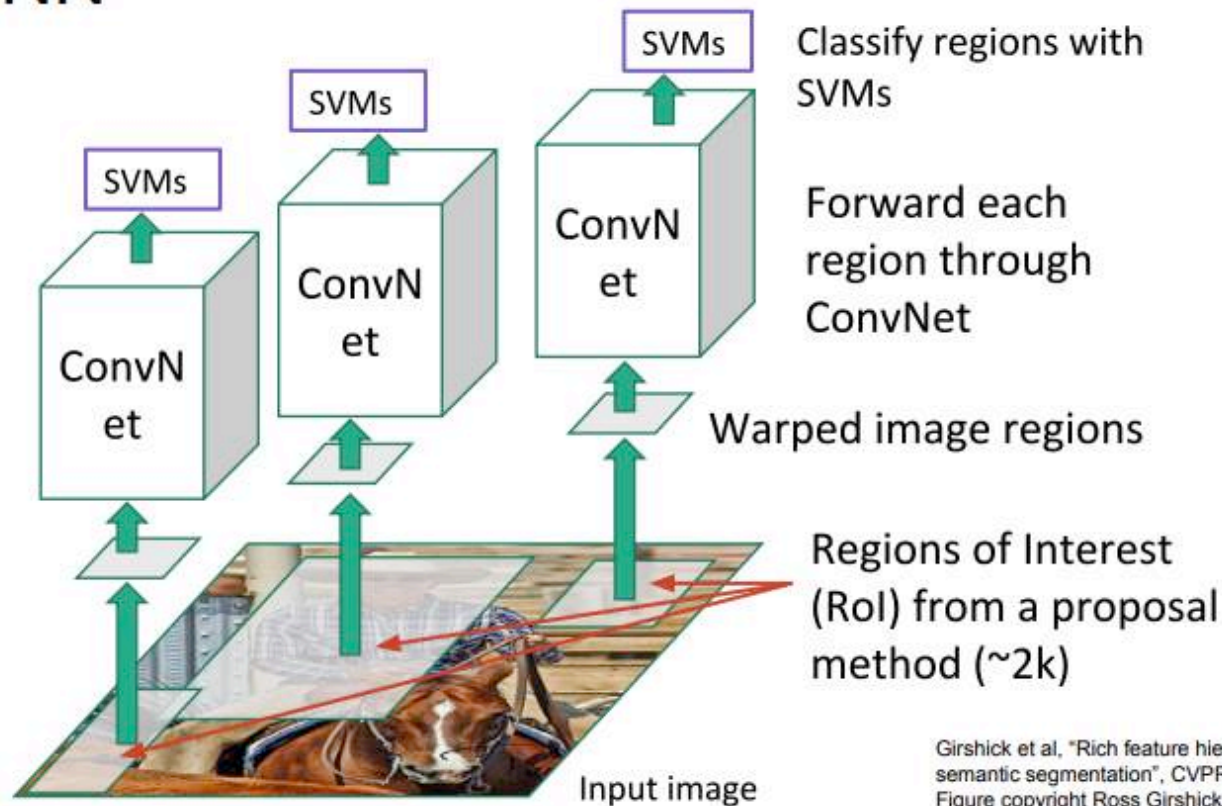 SVMs
Classify regions with
SVMs
SVMs
SVMs
ConvN
et
Forward each
region through
ConvNet
ConvN
et
ConvN
et
Warped image regions
Regions of Interest
(RoI) from a proposal
method (~2k)
Input image
Girshick et al, "Rich feature hie
semantic segmentation", CVPR
Figure copyright Ross Girshick